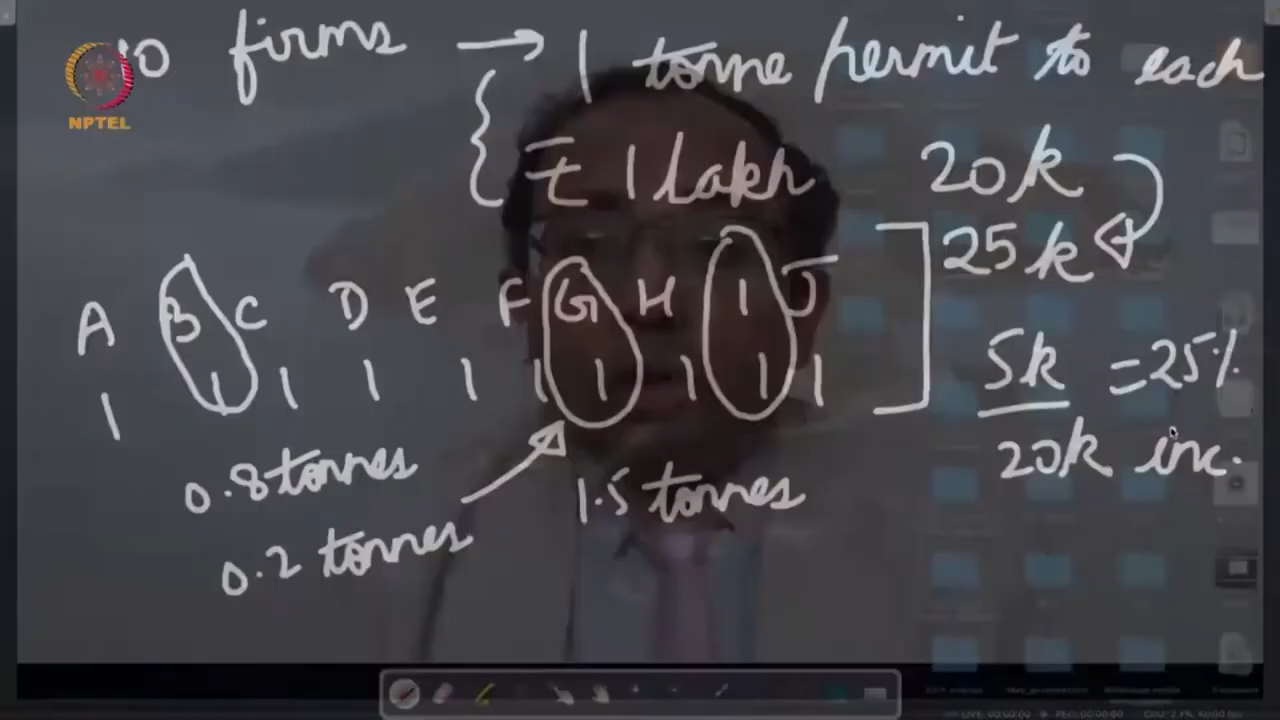 10 firms → 1 tonne permit to each
₹ 1 lakh 20k
25k
A B C D E F G H I J
1 1 1 1 1 1 1 1 1 1
5k = 25%
20k inc.
0.8 tonnes
1.5 tonnes
0.2 tonnes
NPTEL